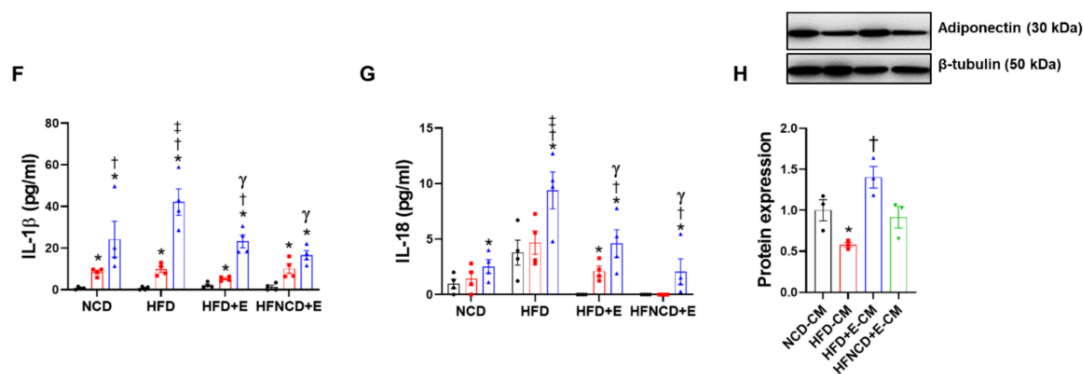 Adiponectin (30 kDa)
β-tubulin (50 kDa)
F
G
H
IL-1β (pg/ml)
80
60
40
20
0
*
†
*
*
‡
†
*
*
γ
†
*
*
γ
*
NCD
HFD
HFD+E
HFNCD+E
IL-18 (pg/ml)
15
10
5
0
*
‡
†
*
*
γ
†
*
γ
†
*
NCD
HFD
HFD+E
HFNCD+E
Protein expression
2.0
1.5
1.0
0.5
0.0
*
†
NCD-CM
HFD-CM
HFD+E-CM
HFNCD+E-CM